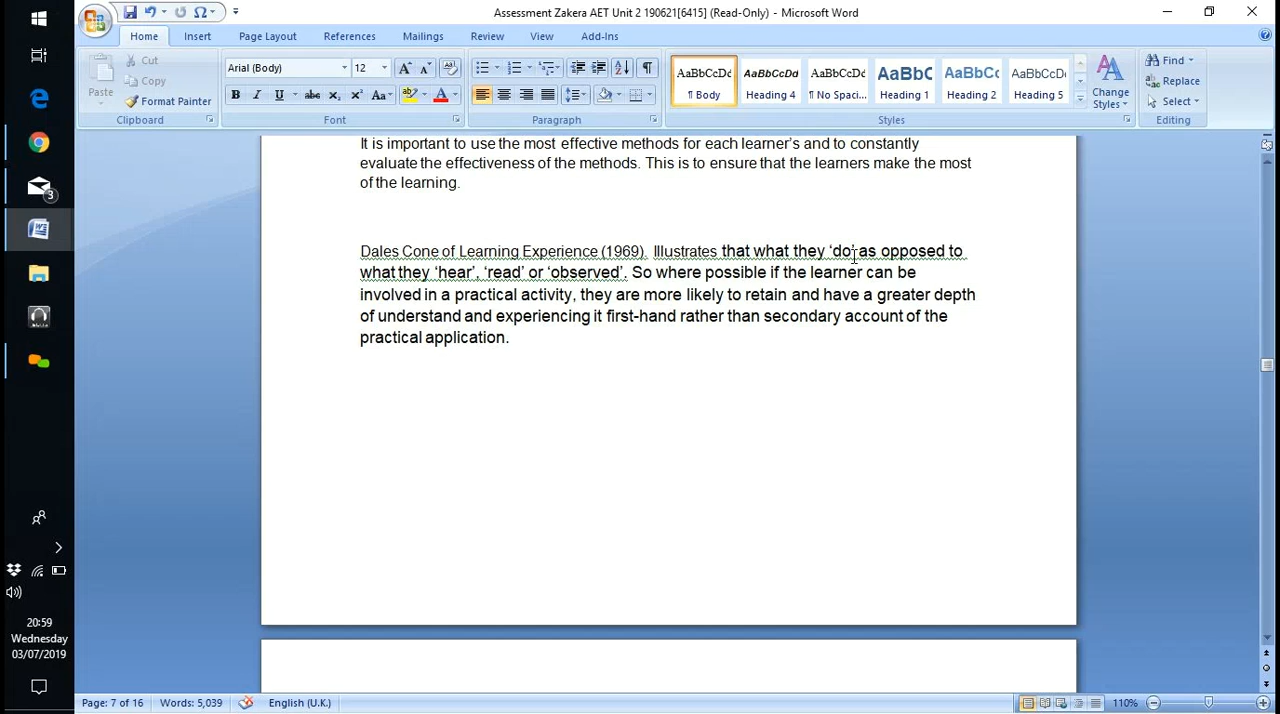 Assessment Zakera AET Unit 2 190621[6415] (Read-Only) - Microsoft Word
Home Insert Page Layout References Mailings Review View Add-Ins
Paste Cut Copy Format Painter Clipboard
Arial (Body) 12 Font
Paragraph
AaBbCcDd ¶ Body AaBbCcDd Heading 4 AaBbCcDd ¶ No Spaci... AaBbC Heading 1 AaBbCc Heading 2 AaBbCcDd Heading 5 Change Styles Styles
Find Replace Select Editing
It is important to use the most effective methods for each learner’s and to constantly
evaluate the effectiveness of the methods. This is to ensure that the learners make the most
of the learning.
Dales Cone of Learning Experience (1969). Illustrates that what they ‘do’ as opposed to
what they ‘hear’, ‘read’ or ‘observed’. So where possible if the learner can be
involved in a practical activity, they are more likely to retain and have a greater depth
of understand and experiencing it first-hand rather than secondary account of the
practical application.
3
20:59
Wednesday
03/07/2019
Page: 7 of 16 Words: 5,039 English (U.K.) 110%